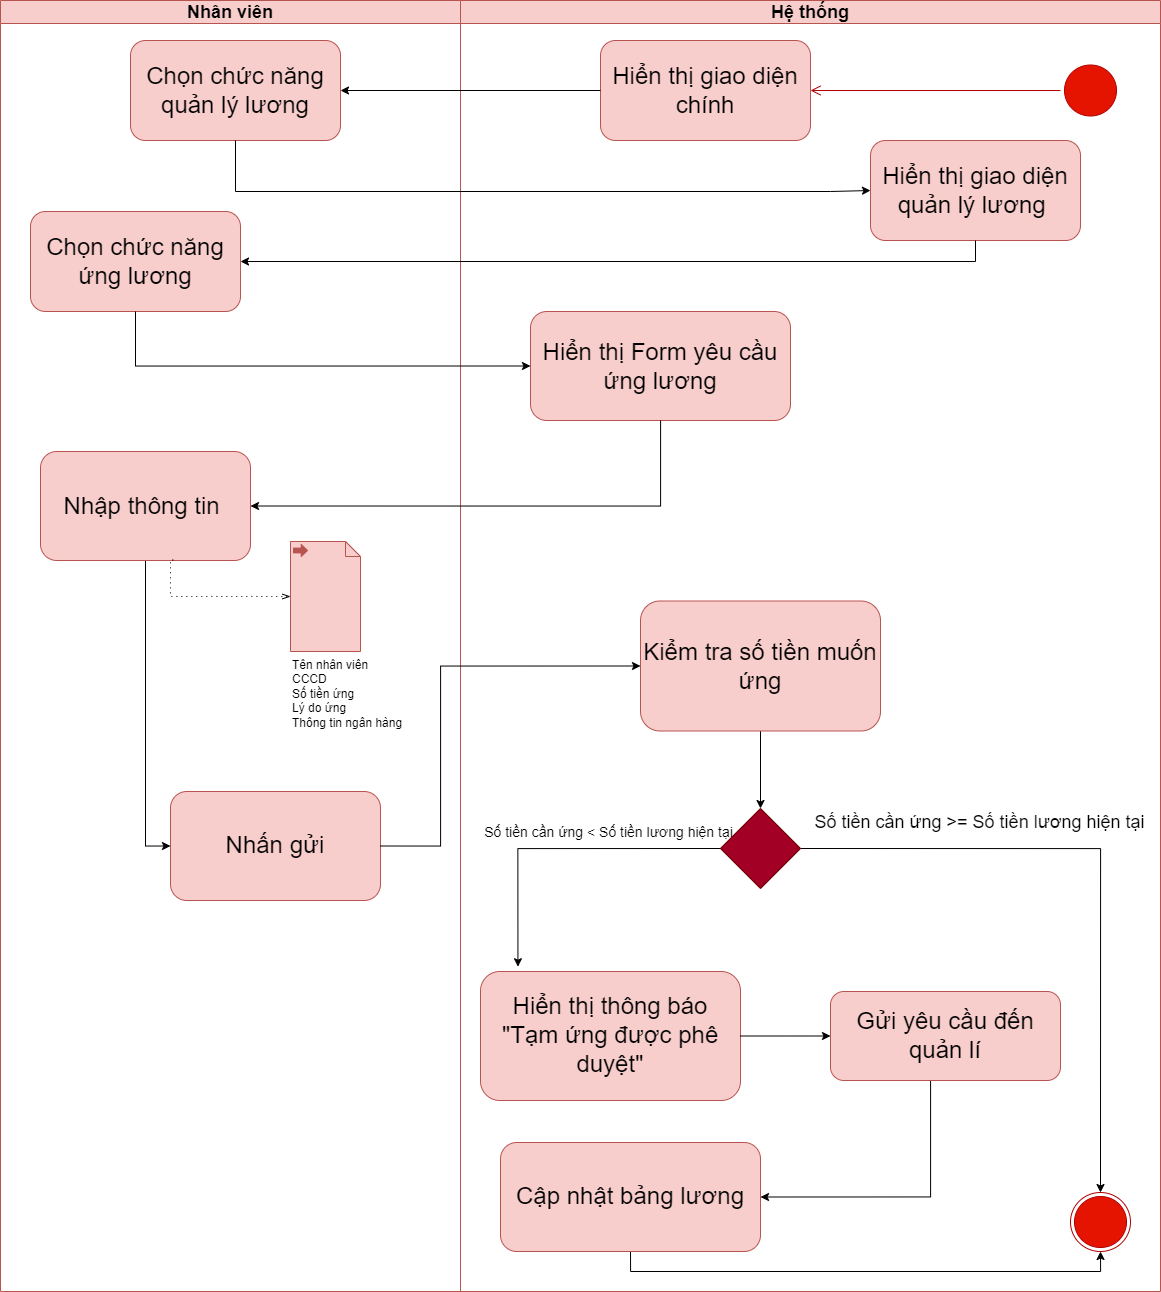 Nhân viên
Hệ thống
Chọn chức năng
quản lý lương
Hiển thị giao diện
chính
Hiển thị giao diện
quản lý lương
Chọn chức năng
ứng lương
Hiển thị Form yêu cầu
ứng lương
Nhập thông tin
Tên nhân viên
CCCD
Số tiền ứng
Lý do ứng
Thông tin ngân hảng
Kiểm tra số tiền muốn
ứng
Nhấn gửi
Số tiền cần ứng < Số tiền lương hiện tại
Số tiền cần ứng >= Số tiền lương hiện tại
Hiển thị thông báo
"Tạm ứng được phê
duyệt"
Gửi yêu cầu đến
quản lí
Cập nhật bảng lương